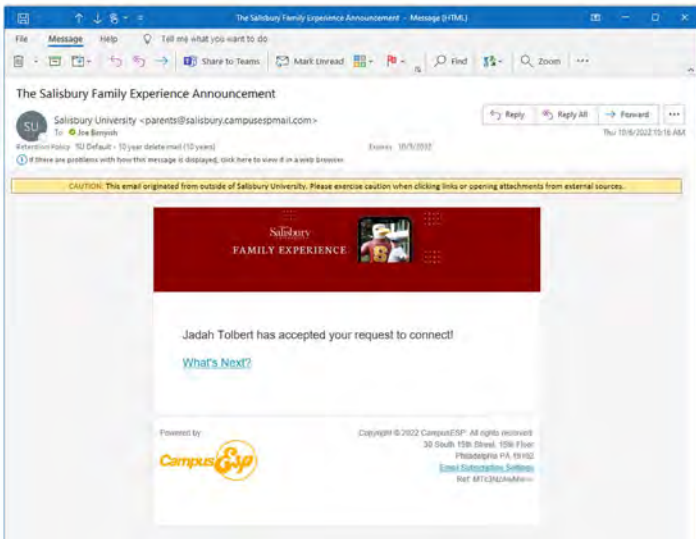 The Salisbury Family Experience Announcement - Message (HTML)
File Message Help Tell me what you want to do
Share to Teams Mark Unread Find Zoom
The Salisbury Family Experience Announcement
SU
Salisbury University <parents@salisbury.campusespmail.com>
To Joe Benyish
Reply Reply All Forward
Thu 10/6/2022 10:16 AM
Retention Policy SU Default - 10 year delete mail (10 years) Expires
If there are problems with how this message is displayed, click here to view it in a web browser.
CAUTION: This email originated from outside of Salisbury University. Please exercise caution when clicking links or opening attachments from external sources.
Salisbury
FAMILY EXPERIENCE
Jadah Tolbert has accepted your request to connect!
What's Next?
Powered by
CampusEsp
Copyright © 2022 CampusESP. All rights reserved.
30 South 15th Street, 15th Floor
Philadelphia PA
Email Subscription Settings
Ref: